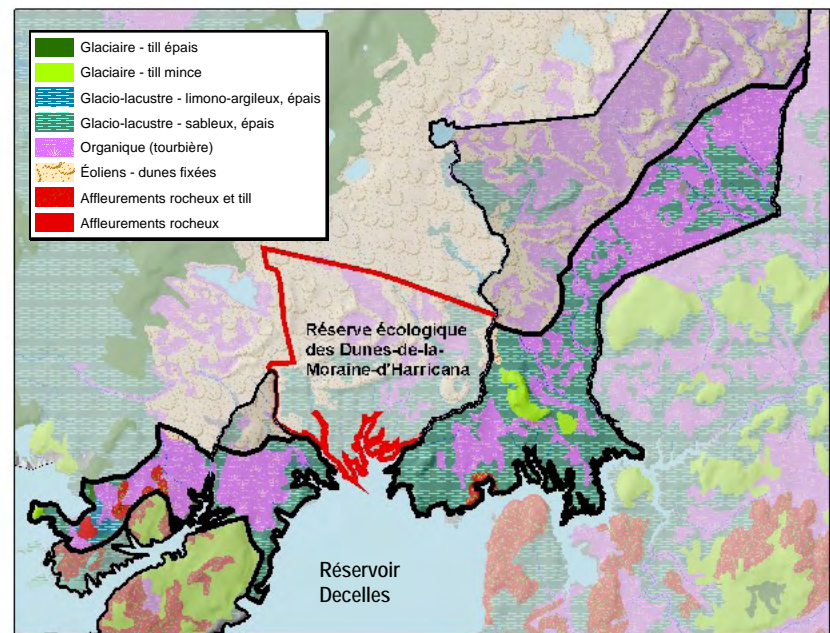 Glaciaire - till épais
Glaciaire - till mince
Glacio-lacustre - limono-argileux, épais
Glacio-lacustre - sableux, épais
Organique (tourbière)
Éoliens - dunes fixées
Affleurements rocheux et till
Affleurements rocheux
Réserve écologique
des Dunes-de-la-
Moraine-d'Harricana
Réservoir
Decelles